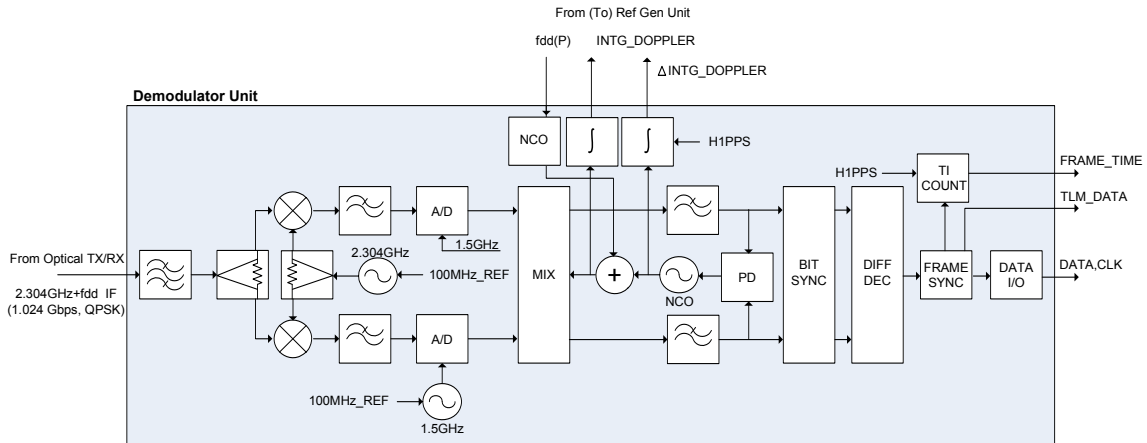 From (To) Ref Gen Unit
fdd(P)
INTG_DOPPLER
ΔINTG_DOPPLER
Demodulator Unit
NCO
∫
∫
H1PPS
H1PPS
TI
COUNT
FRAME_TIME
TLM_DATA
A/D
1.5GHz
From Optical TX/RX
2.304GHz+fdd IF
(1.024 Gbps, QPSK)
2.304GHz
100MHz_REF
MIX
+
NCO
PD
BIT
SYNC
DIFF
DEC
FRAME
SYNC
DATA
I/O
DATA,CLK
A/D
100MHz_REF
1.5GHz